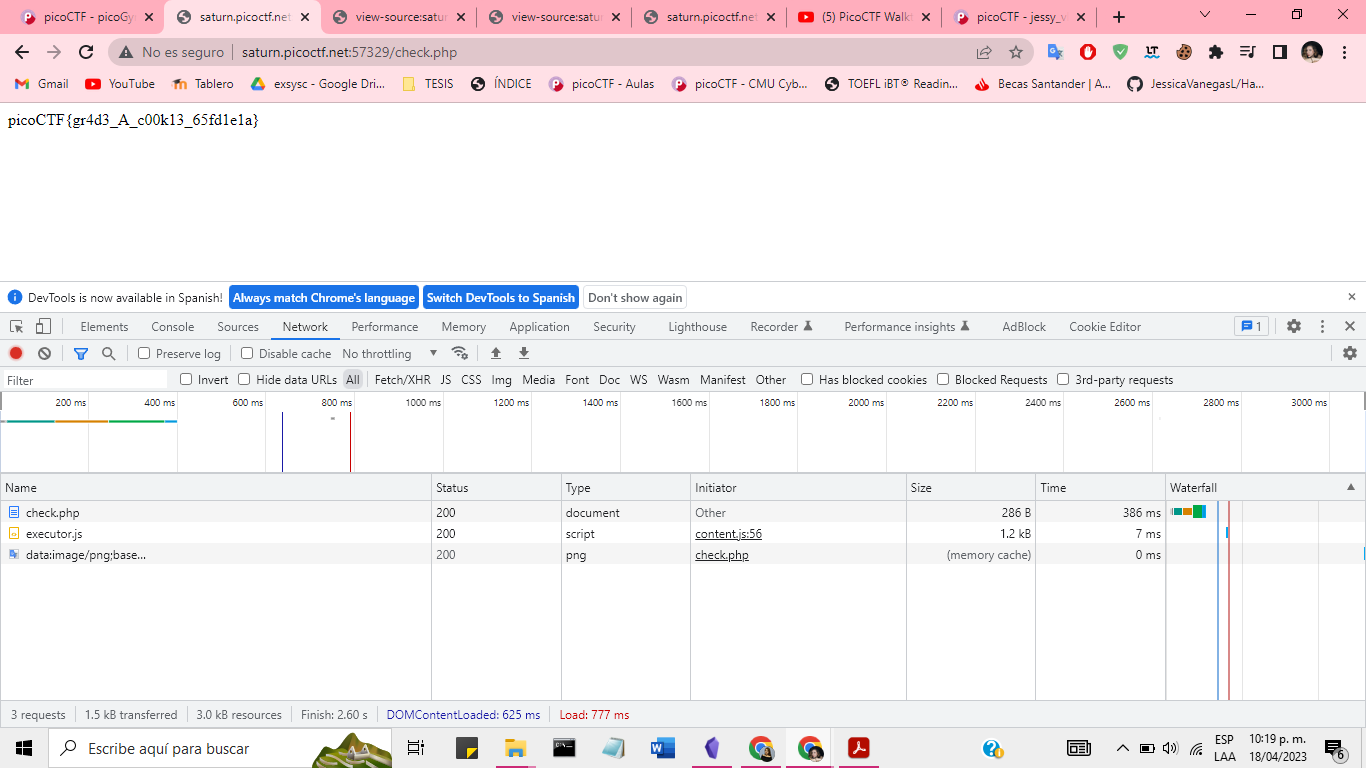 picoCTF - picoGy
saturn.picoctf.net
view-source:satu
view-source:satu
saturn.picoctf.net
(5) PicoCTF Walk
picoCTF - jessy_v
No es seguro | saturn.picoctf.net:57329/check.php
Gmail YouTube Tablero exsysc - Google Dri... TESIS ÍNDICE picoCTF - Aulas picoCTF - CMU Cyb... TOEFL iBT® Readin... Becas Santander | A... JessicaVanegasL/Ha...
picoCTF{gr4d3_A_c00k13_65fd1e1a}
DevTools is now available in Spanish! Always match Chrome's language Switch DevTools to Spanish Don't show again
Elements Console Sources Network Performance Memory Application Security Lighthouse Recorder Performance insights AdBlock Cookie Editor 1
Preserve log Disable cache No throttling
Filter Invert Hide data URLs All Fetch/XHR JS CSS Img Media Font Doc WS Wasm Manifest Other Has blocked cookies Blocked Requests 3rd-party requests
200 ms 400 ms 600 ms 800 ms 1000 ms 1200 ms 1400 ms 1600 ms 1800 ms 2000 ms 2200 ms 2400 ms 2600 ms 2800 ms 3000 ms
Name Status Type Initiator Size Time Waterfall
check.php 200 document Other 286 B 386 ms
executor.js 200 script content.js:56 1.2 kB 7 ms
data:image/png;base... 200 png check.php (memory cache) 0 ms
3 requests 1.5 kB transferred 3.0 kB resources Finish: 2.60 s DOMContentLoaded: 625 ms Load: 777 ms
Escribe aquí para buscar
ESP
LAA
10:19 p. m.
18/04/2023
6